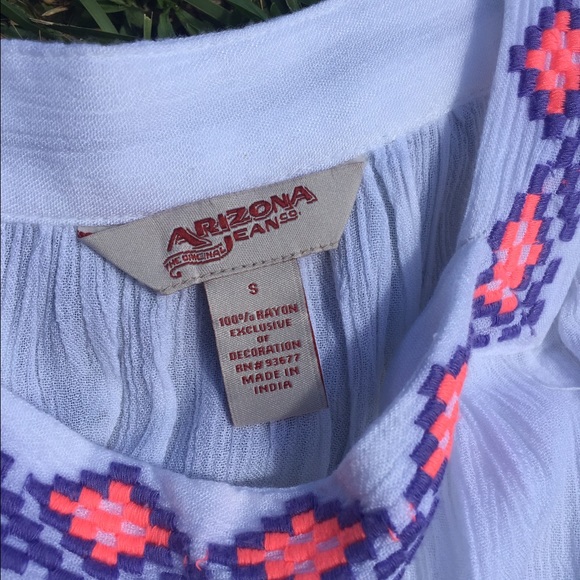 ARIZONA
THE ORIGINAL JEAN CO.
S
100% RAYON
EXCLUSIVE
OF
DECORATION
RN# 93677
MADE IN
INDIA